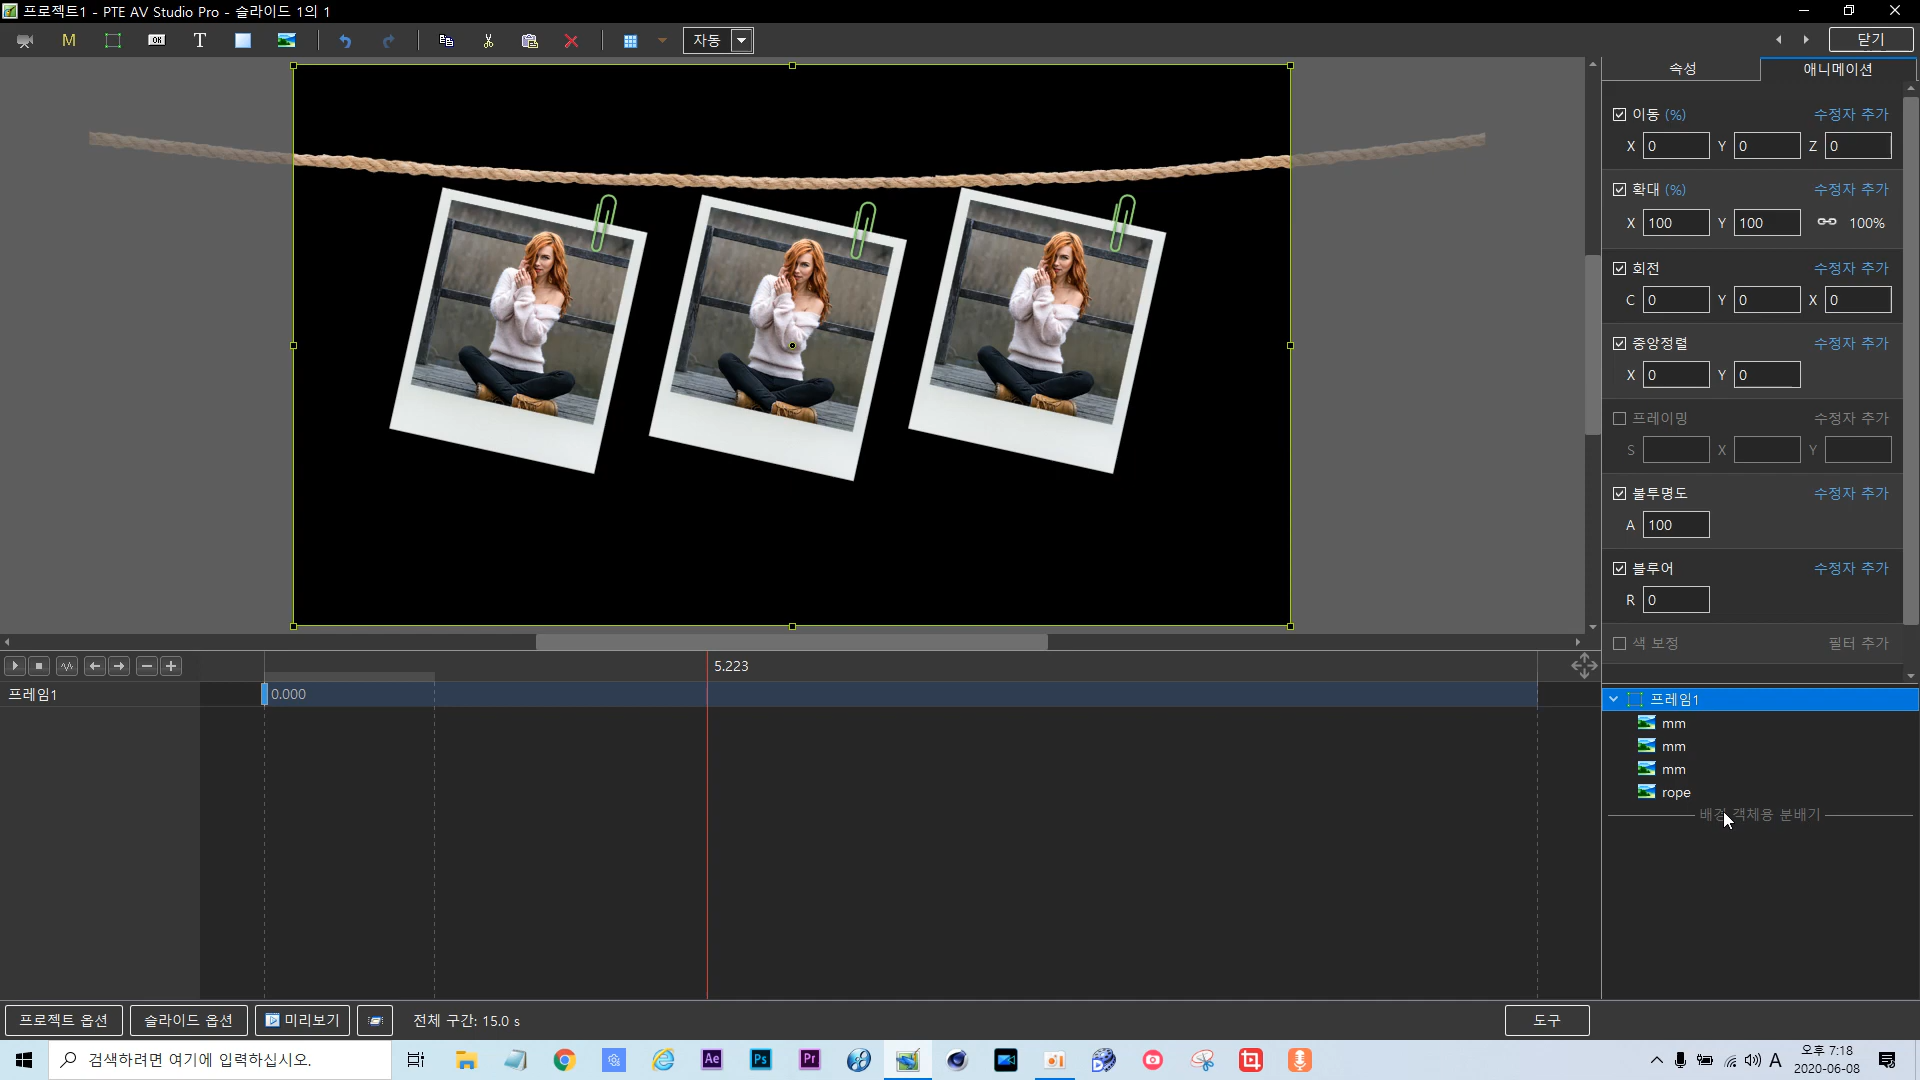 프로젝트1 - PTE AV Studio Pro - 슬라이드 1의 1
M OK T 자동 닫기
속성 애니메이션
이동 (%) 수정자 추가
X 0 Y 0 Z 0
확대 (%) 수정자 추가
X 100 Y 100 100%
회전 수정자 추가
C 0 Y 0 X 0
중앙정렬 수정자 추가
X 0 Y 0
프레이밍 수정자 추가
S X Y
불투명도 수정자 추가
A 100
블루어 수정자 추가
R 0
색 보정 필터 추가
5.223
프레임1 0.000
프레임1
mm
mm
mm
rope
배경 객체용 분배기
프로젝트 옵션 슬라이드 옵션 미리보기 전체 구간: 15.0 s 도구
검색하려면 여기에 입력하십시오.
Ae Ps Pr
A 오후 7:18
2020-06-08